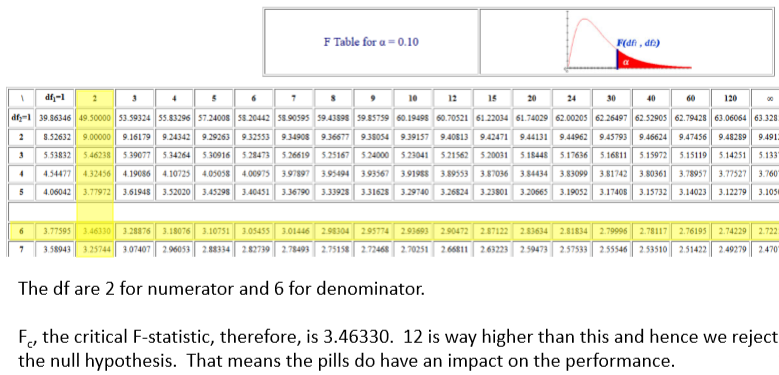 F Table for α = 0.10
F(df₁ , df₂)
α
\ df₁=1 2 3 4 5 6 7 8 9 10 12 15 20 24 30 40 60 120 ∞
df₂=1 39.86346 49.50000 53.59324 55.83296 57.24008 58.20442 58.90595 59.43898 59.85759 60.19498 60.70521 61.22034 61.74029 62.00205 62.26497 62.52905 62.79428 63.06064 63.328
2 8.52632 9.00000 9.16179 9.24342 9.29263 9.32553 9.34908 9.36677 9.38054 9.39157 9.40813 9.42471 9.44131 9.44962 9.45793 9.46624 9.47456 9.48289 9.491
3 5.53832 5.46238 5.39077 5.34264 5.30916 5.28473 5.26619 5.25167 5.24000 5.23041 5.21562 5.20031 5.18448 5.17636 5.16811 5.15972 5.15119 5.14251 5.133
4 4.54477 4.32456 4.19086 4.10725 4.05058 4.00975 3.97897 3.95494 3.93567 3.91988 3.89553 3.87036 3.84434 3.83099 3.81742 3.80361 3.78957 3.77527 3.760
5 4.06042 3.77972 3.61948 3.52020 3.45298 3.40451 3.36790 3.33928 3.31628 3.29740 3.26824 3.23801 3.20665 3.19052 3.17408 3.15732 3.14023 3.12279 3.105
6 3.77595 3.46330 3.28876 3.18076 3.10751 3.05455 3.01446 2.98304 2.95774 2.93693 2.90472 2.87122 2.83634 2.81834 2.79996 2.78117 2.76195 2.74229 2.722
7 3.58943 3.25744 3.07407 2.96053 2.88334 2.82739 2.78493 2.75158 2.72468 2.70251 2.66811 2.63223 2.59473 2.57533 2.55546 2.53510 2.51422 2.49279 2.470
The df are 2 for numerator and 6 for denominator.
F꜀, the critical F-statistic, therefore, is 3.46330. 12 is way higher than this and hence we reject
the null hypothesis. That means the pills do have an impact on the performance.